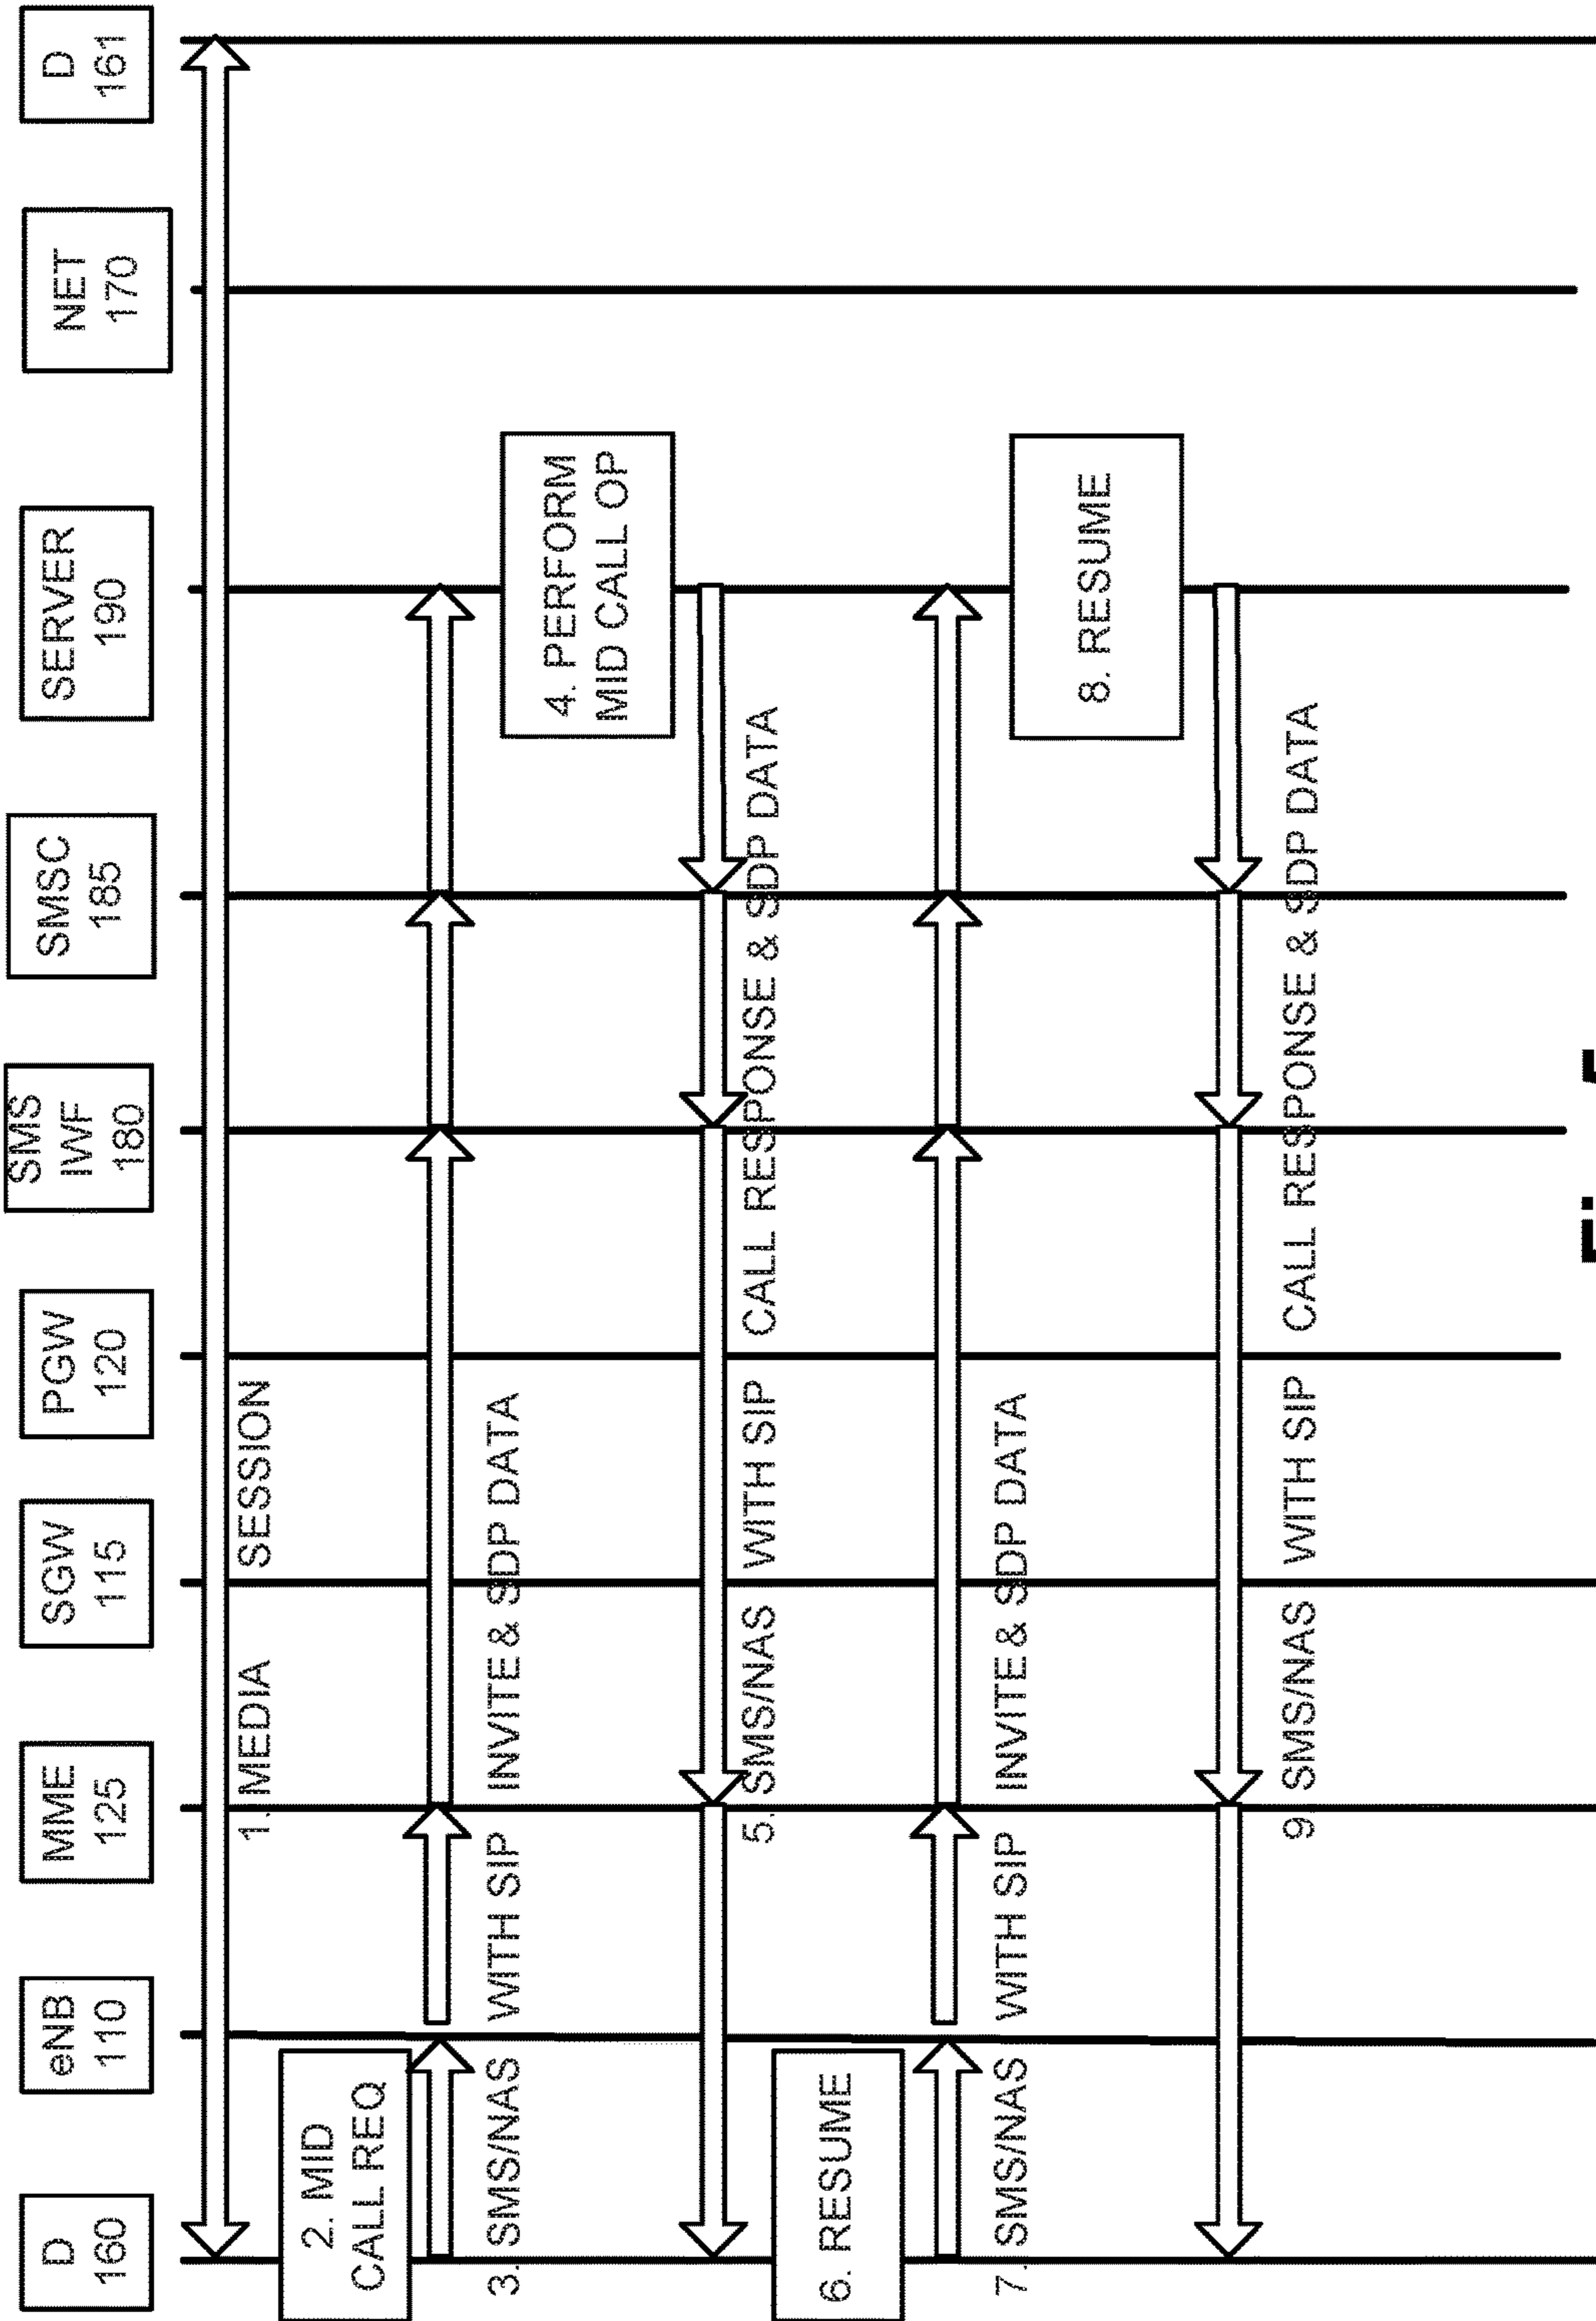 D
160
eNB
110
MME
125
SGW
115
PGW
120
SMS
IWF
180
SMSC
185
SERVER
190
NET
170
D
161
1. MEDIA SESSION
2. MID
CALL REQ
3. SMS/NAS WITH SIP INVITE & SDP DATA
4. PERFORM
MID CALL OP
5. SMS/NAS WITH SIP CALL RESPONSE & SDP DATA
6. RESUME
7. SMS/NAS WITH SIP INVITE & SDP DATA
8. RESUME
9. SMS/NAS WITH SIP CALL RESPONSE & SDP DATA